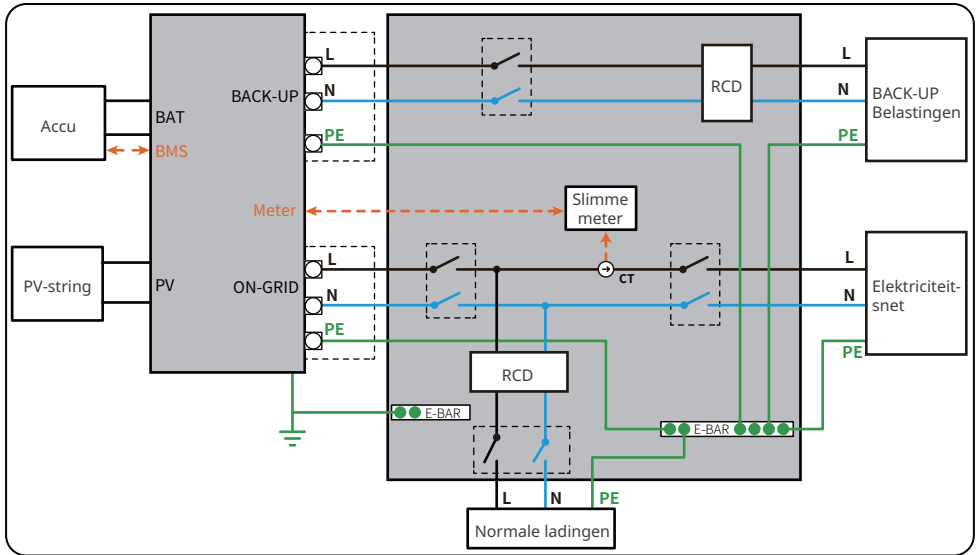 L
N
PE
BACK-UP
RCD
L
N
PE
BACK-UP
Belastingen
Accu
BAT
BMS
Meter
Slimme
meter
CT
PV-string
PV
ON-GRID
L
N
PE
L
N
PE
Elektriciteit-
snet
RCD
E-BAR
E-BAR
L
N
PE
Normale ladingen